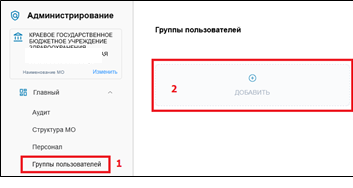 Администрирование
КРАЕВОЕ ГОСУДАРСТВЕННОЕ
БЮДЖЕТНОЕ УЧРЕЖДЕНИЕ
ЗДРАВООХРАНЕНИЯ
Наименование МО Изменить
Главный
Аудит
Структура МО
Персонал
Группы пользователей 1
Группы пользователей
2
ДОБАВИТЬ